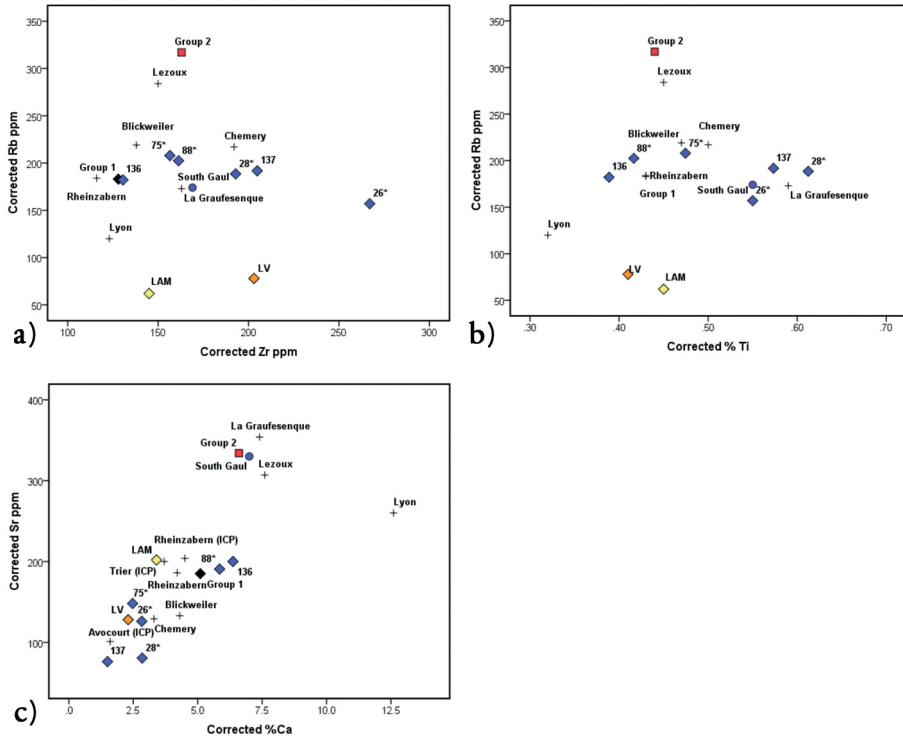 350
300
250
200
150
100
50
Corrected Rb ppm
Group 2
Lezoux
Blickweiler
Chemery
75*
88*
28*
137
Group 1
136
South Gaul
Rheinzabern
La Graufesenque
26*
Lyon
LAM
LV
100
150
200
250
300
Corrected Zr ppm
a)
350
300
250
200
150
100
50
Corrected Rb ppm
Group 2
Lezoux
Blickweiler
Chemery
88*
75*
136
Rheinzabern
137
28*
Group 1
South Gaul
26*
La Graufesenque
Lyon
LV
LAM
.30
.40
.50
.60
.70
Corrected % Ti
b)
400
300
200
100
Corrected Sr ppm
La Graufesenque
Group 2
South Gaul
Lezoux
Lyon
Rheinzabern (ICP)
LAM
88*
136
Trier (ICP)
Rheinzabern
Group 1
75*
Blickweiler
LV
26*
Chemery
Avocourt (ICP)
137
28*
.0
2.5
5.0
7.5
10.0
12.5
Corrected %Ca
c)